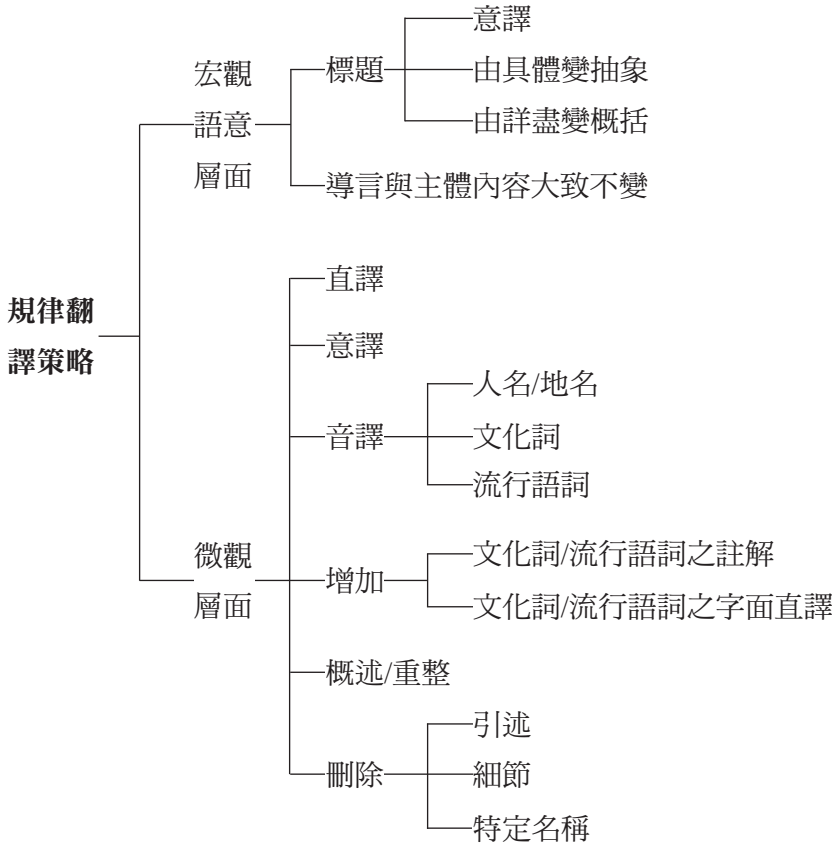 規律翻
譯策略
宏觀
語意
層面
標題
意譯
由具體變抽象
由詳盡變概括
導言與主體內容大致不變
微觀
層面
直譯
意譯
音譯
人名/地名
文化詞
流行語詞
增加
文化詞/流行語詞之註解
文化詞/流行語詞之字面直譯
概述/重整
刪除
引述
細節
特定名稱